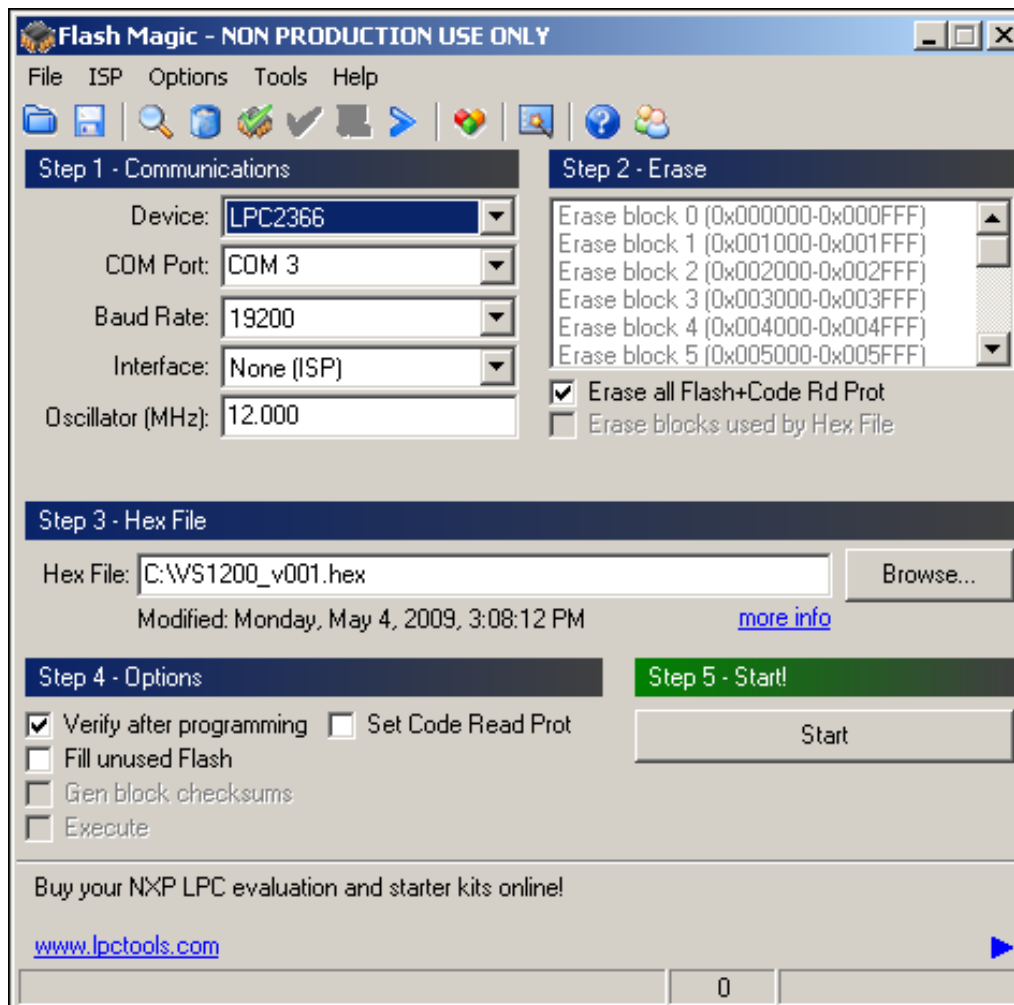 Flash Magic - NON PRODUCTION USE ONLY
File ISP Options Tools Help
Step 1 - Communications
Device: LPC2366
COM Port: COM 3
Baud Rate: 19200
Interface: None (ISP)
Oscillator (MHz): 12.000
Step 2 - Erase
Erase block 0 (0x000000-0x000FFF)
Erase block 1 (0x001000-0x001FFF)
Erase block 2 (0x002000-0x002FFF)
Erase block 3 (0x003000-0x003FFF)
Erase block 4 (0x004000-0x004FFF)
Erase block 5 (0x005000-0x005FFF)
Erase all Flash+Code Rd Prot
Erase blocks used by Hex File
Step 3 - Hex File
Hex File: C:\VS1200_v001.hex Browse...
Modified: Monday, May 4, 2009, 3:08:12 PM more info
Step 4 - Options
Verify after programming Set Code Read Prot
Fill unused Flash
Gen block checksums
Execute
Step 5 - Start!
Start
Buy your NXP LPC evaluation and starter kits online!
www.lpctools.com
0